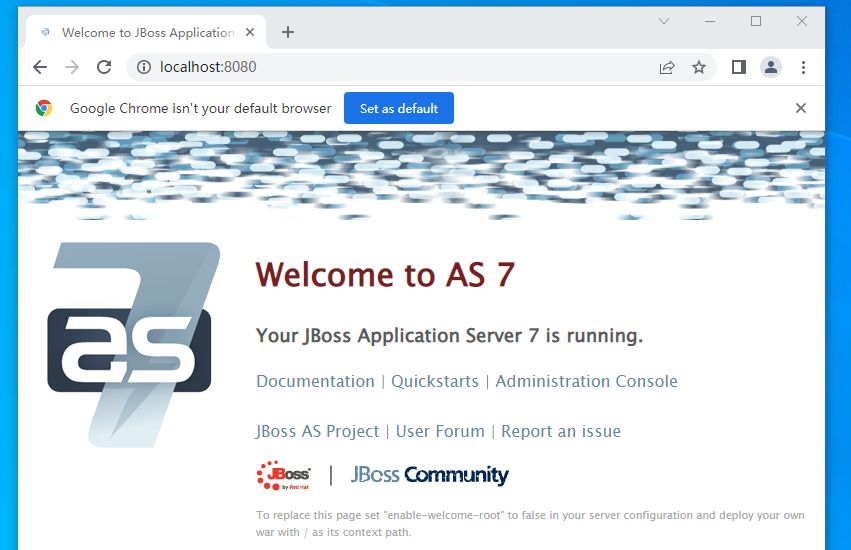 Welcome to JBoss Application
localhost:8080
Google Chrome isn't your default browser
Set as default
as
7
Welcome to AS 7
Your JBoss Application Server 7 is running.
Documentation | Quickstarts | Administration Console
JBoss AS Project | User Forum | Report an issue
JBoss by Red Hat | JBoss Community
To replace this page set "enable-welcome-root" to false in your server configuration and deploy your own
war with / as its context path.